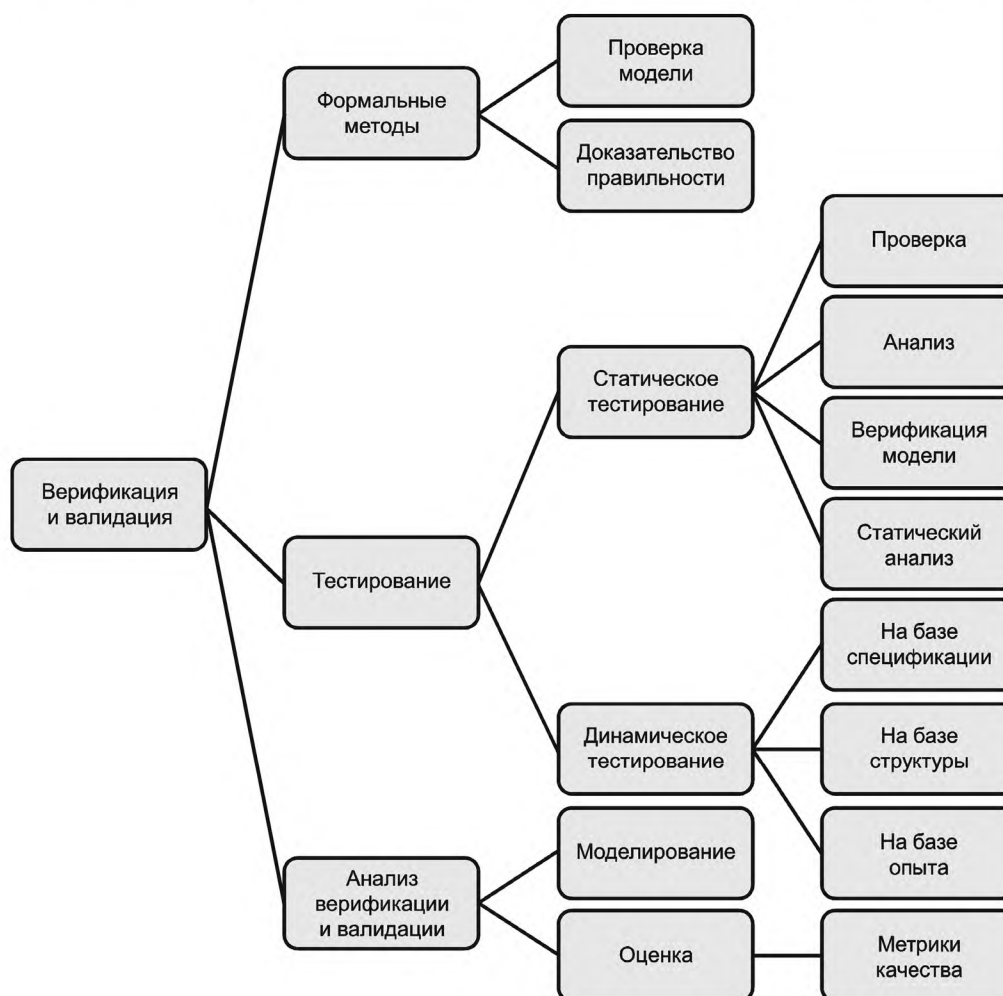 Проверка
модели
Формальные
методы
Доказательство
правильности
Проверка
Анализ
Статическое
тестирование
Верификация
модели
Верификация
и валидация
Статический
анализ
Тестирование
На базе
спецификации
Динамическое
тестирование
На базе
структуры
Моделирование
На базе
опыта
Анализ
верификации
и валидации
Оценка
Метрики
качества